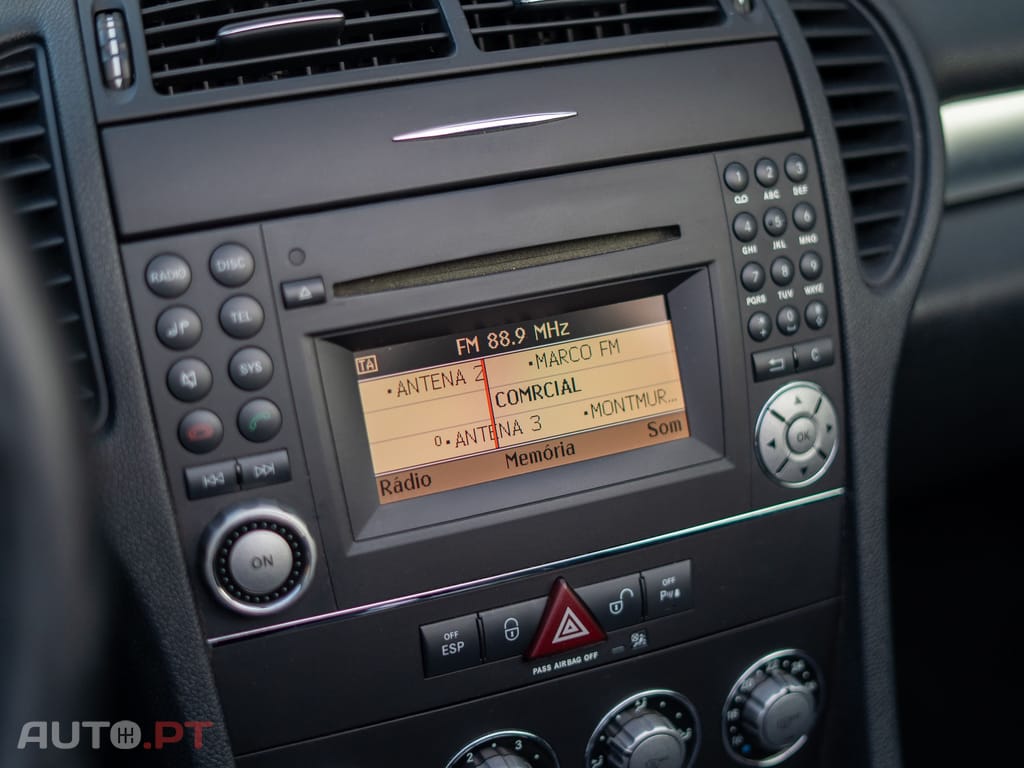 RADIO
DISC
TEL
SYS
ON
FM 88.9 MHz
TA
ANTENA 2
MARCO FM
COMRCIAL
MONTMUR...
0 ANTENA 3
Rádio
Memória
Som
1
2
ABC
3
DEF
4
GHI
5
JKL
6
MNO
7
PQRS
8
TUV
9
WXYZ
*
0
#
C
OK
OFF
ESP
OFF
P
PASS AIRBAG OFF
2
3
AUTO.PT